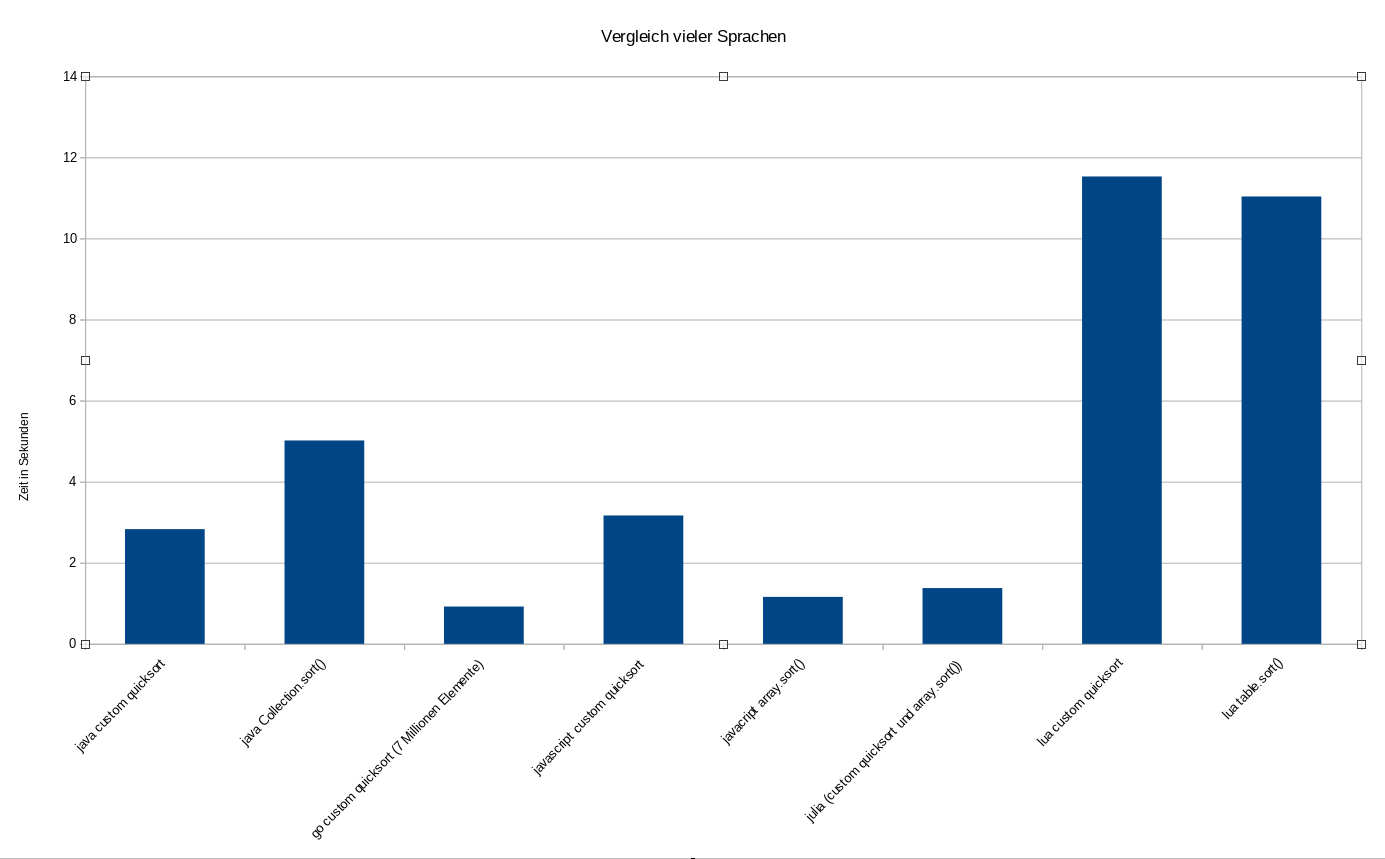 Vergleich vieler Sprachen
14
12
10
8
6
4
2
0
Zeit in Sekunden
java custom quicksort
java Collection.sort()
go custom quicksort (7 Millionen Elemente)
javascript custom quicksort
javacript array.sort()
julia (custom quicksort und array.sort())
lua custom quicksort
lua table.sort()